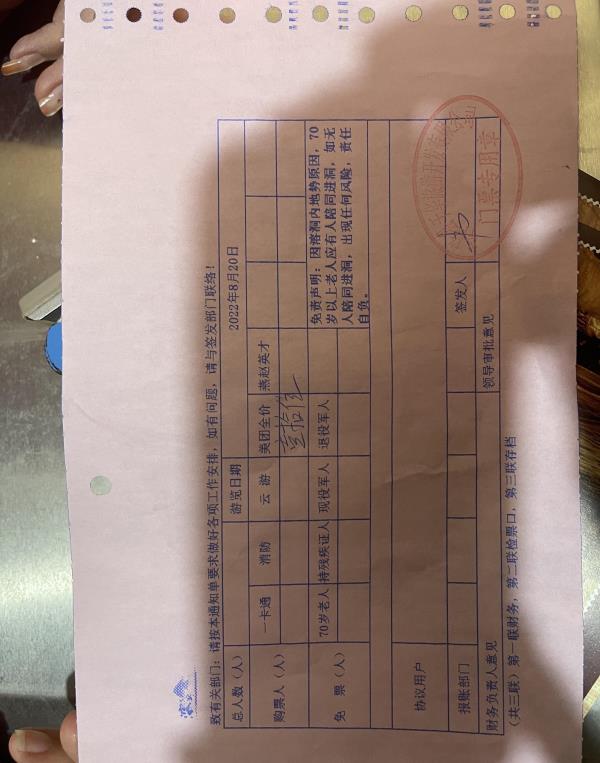 致有关部门：请按本通知单要求做好各项工作安排，如有问题，请与签发部门联络！
总人数（人） 游览日期 2022年8月20日
购票人（人） 一卡通 消防 云 游 美团全价 燕赵英才
壹拾伍
免 票（人） 70岁老人 持残疾证人 现役军人 退役军人
免责声明：因溶洞内地势原因，70
岁以上老人应有人陪同进洞，如无
人陪同进洞，出现任何风险，责任
自负。
协议用户
报账部门 签发人
财务负责人意见 领导审批意见
（共三联）第一联财务，第二联检票口，第三联存档
门票专用章